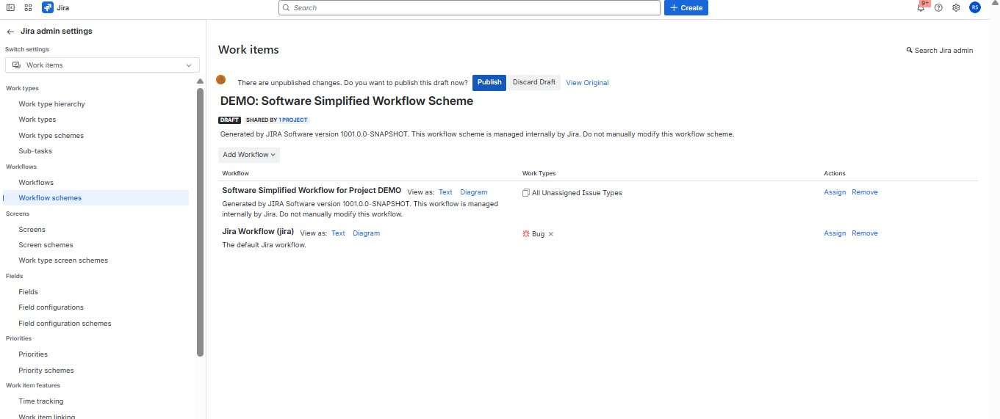 Jira
Search
+ Create
9+
RS
Jira admin settings
Switch settings
Work items
Work types
Work type hierarchy
Work types
Work type schemes
Sub-tasks
Workflows
Workflows
Workflow schemes
Screens
Screens
Screen schemes
Work type screen schemes
Fields
Fields
Field configurations
Field configuration schemes
Priorities
Priorities
Priority schemes
Work item features
Time tracking
Work item linking
Work items
Search Jira admin
There are unpublished changes. Do you want to publish this draft now? Publish Discard Draft View Original
DEMO: Software Simplified Workflow Scheme
DRAFT SHARED BY 1 PROJECT
Generated by JIRA Software version 1001.0.0-SNAPSHOT. This workflow scheme is managed internally by Jira. Do not manually modify this workflow scheme.
Add Workflow
Workflow Work Types Actions
Software Simplified Workflow for Project DEMO View as: Text Diagram All Unassigned Issue Types Assign Remove
Generated by JIRA Software version 1001.0.0-SNAPSHOT. This workflow is managed
internally by Jira. Do not manually modify this workflow.
Jira Workflow (jira) View as: Text Diagram Bug × Assign Remove
The default Jira workflow.